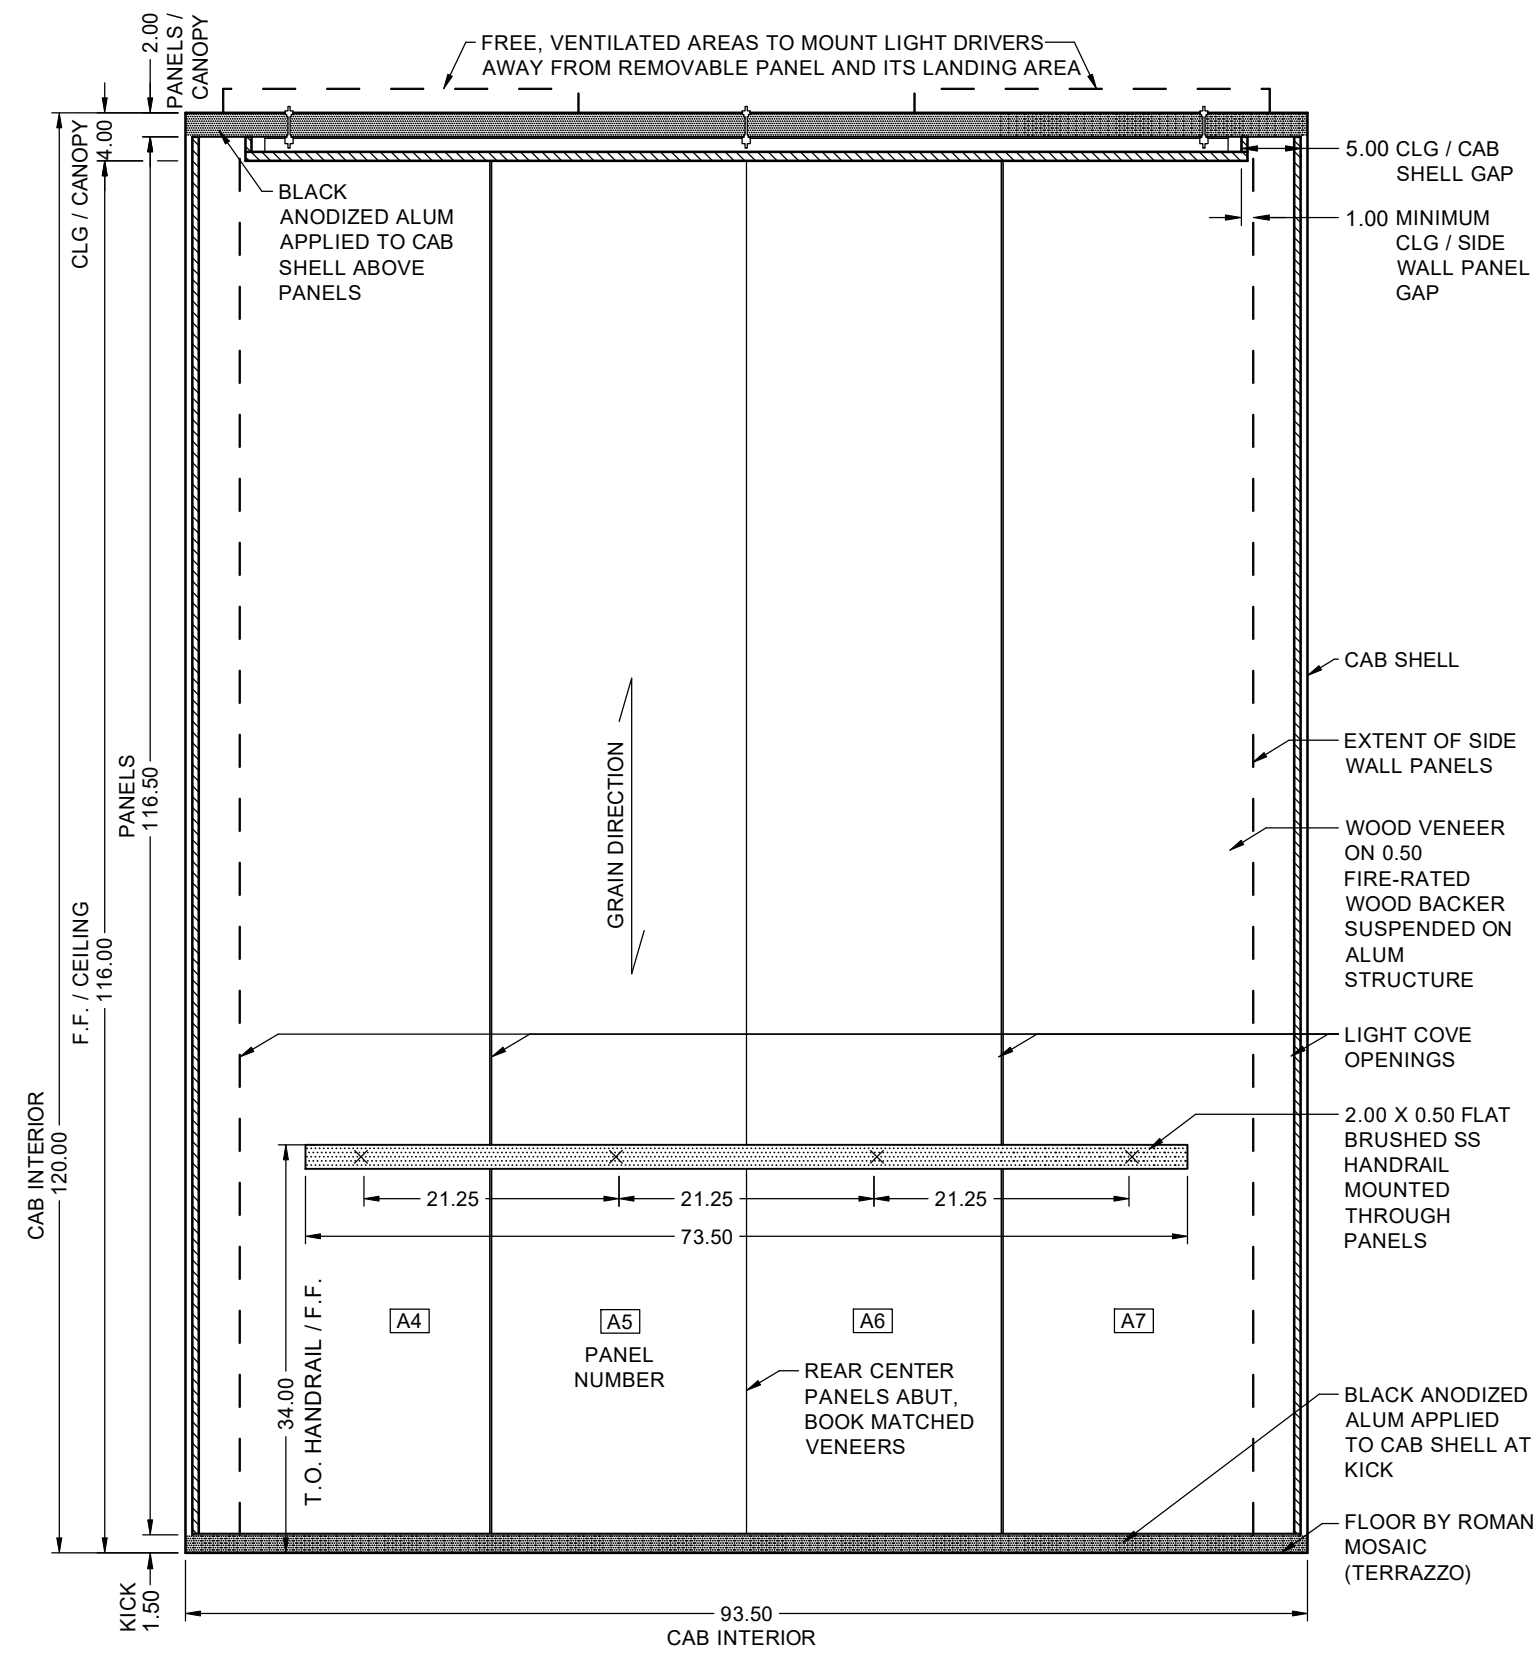 FREE, VENTILATED AREAS TO MOUNT LIGHT DRIVERS
AWAY FROM REMOVABLE PANEL AND ITS LANDING AREA
2.00
PANELS /
CANOPY
4.00
CLG / CANOPY
BLACK
ANODIZED ALUM
APPLIED TO CAB
SHELL ABOVE
PANELS
5.00 CLG / CAB
SHELL GAP
1.00 MINIMUM
CLG / SIDE
WALL PANEL
GAP
CAB SHELL
EXTENT OF SIDE
WALL PANELS
WOOD VENEER
ON 0.50
FIRE-RATED
WOOD BACKER
SUSPENDED ON
ALUM
STRUCTURE
LIGHT COVE
OPENINGS
2.00 X 0.50 FLAT
BRUSHED SS
HANDRAIL
MOUNTED
THROUGH
PANELS
BLACK ANODIZED
ALUM APPLIED
TO CAB SHELL AT
KICK
FLOOR BY ROMAN
MOSAIC
(TERRAZZO)
GRAIN DIRECTION
PANELS
116.50
F.F. / CEILING
116.00
CAB INTERIOR
120.00
21.25
21.25
21.25
73.50
34.00
T.O. HANDRAIL / F.F.
A4
A5
A6
A7
PANEL
NUMBER
REAR CENTER
PANELS ABUT,
BOOK MATCHED
VENEERS
KICK
1.50
93.50
CAB INTERIOR